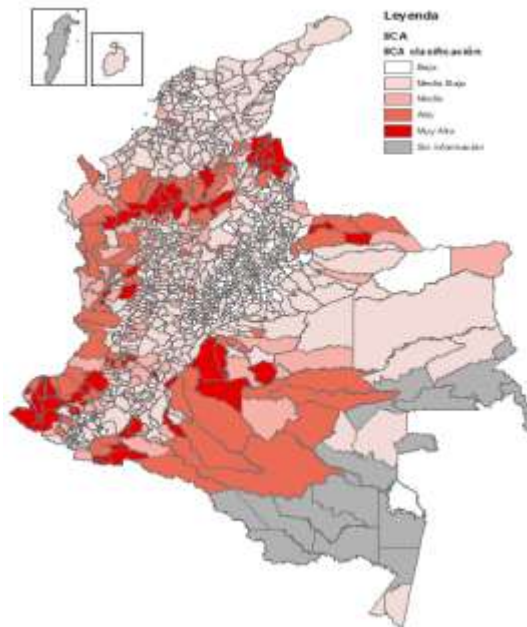 Leyenda
IICA
IICA clasificación
Bajo
Medio Bajo
Medio
Alto
Muy Alto
Sin información